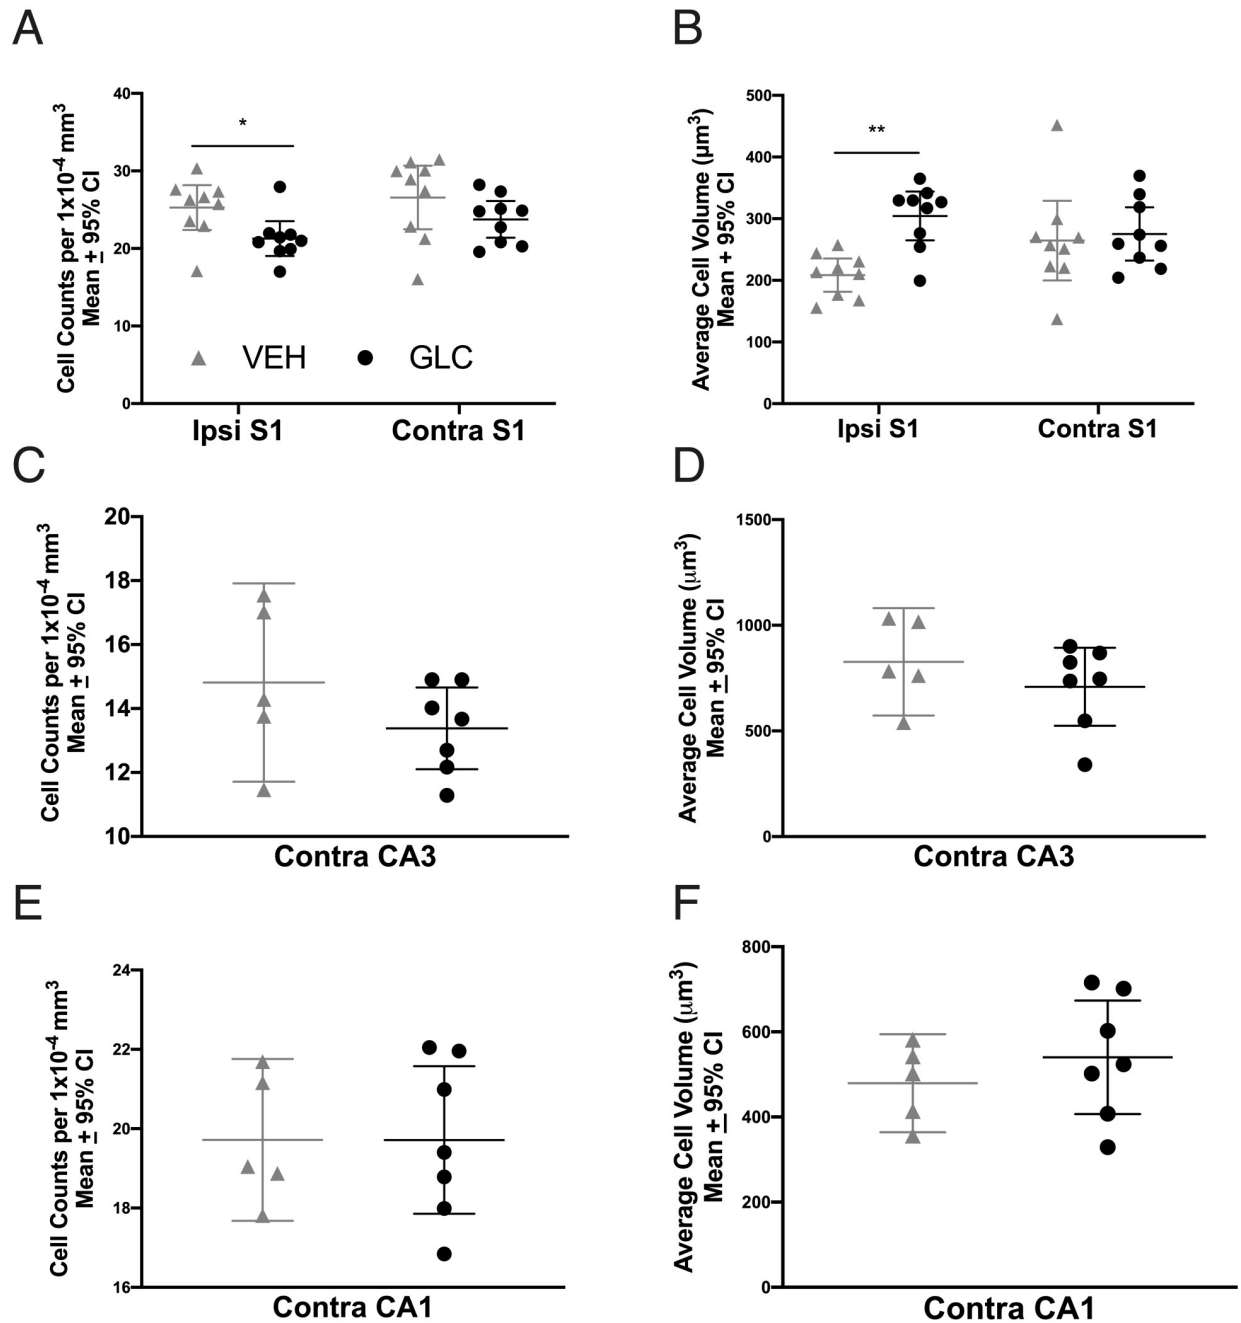 A
Cell Counts per 1x10-4 mm3
Mean ± 95% CI
40
30
20
10
0
*
VEH
GLC
Ipsi S1
Contra S1
B
Average Cell Volume (µm3)
Mean + 95% CI
500
400
300
200
100
0
**
Ipsi S1
Contra S1
C
Cell Counts per 1x10-4 mm3
Mean ± 95% CI
20
18
16
14
12
10
Contra CA3
D
Average Cell Volume (µm3)
Mean ± 95% CI
1500
1000
500
0
Contra CA3
E
Cell Counts per 1x10-4 mm3
Mean ± 95% CI
24
22
20
18
16
Contra CA1
F
Average Cell Volume (µm3)
Mean ± 95% CI
800
600
400
200
0
Contra CA1